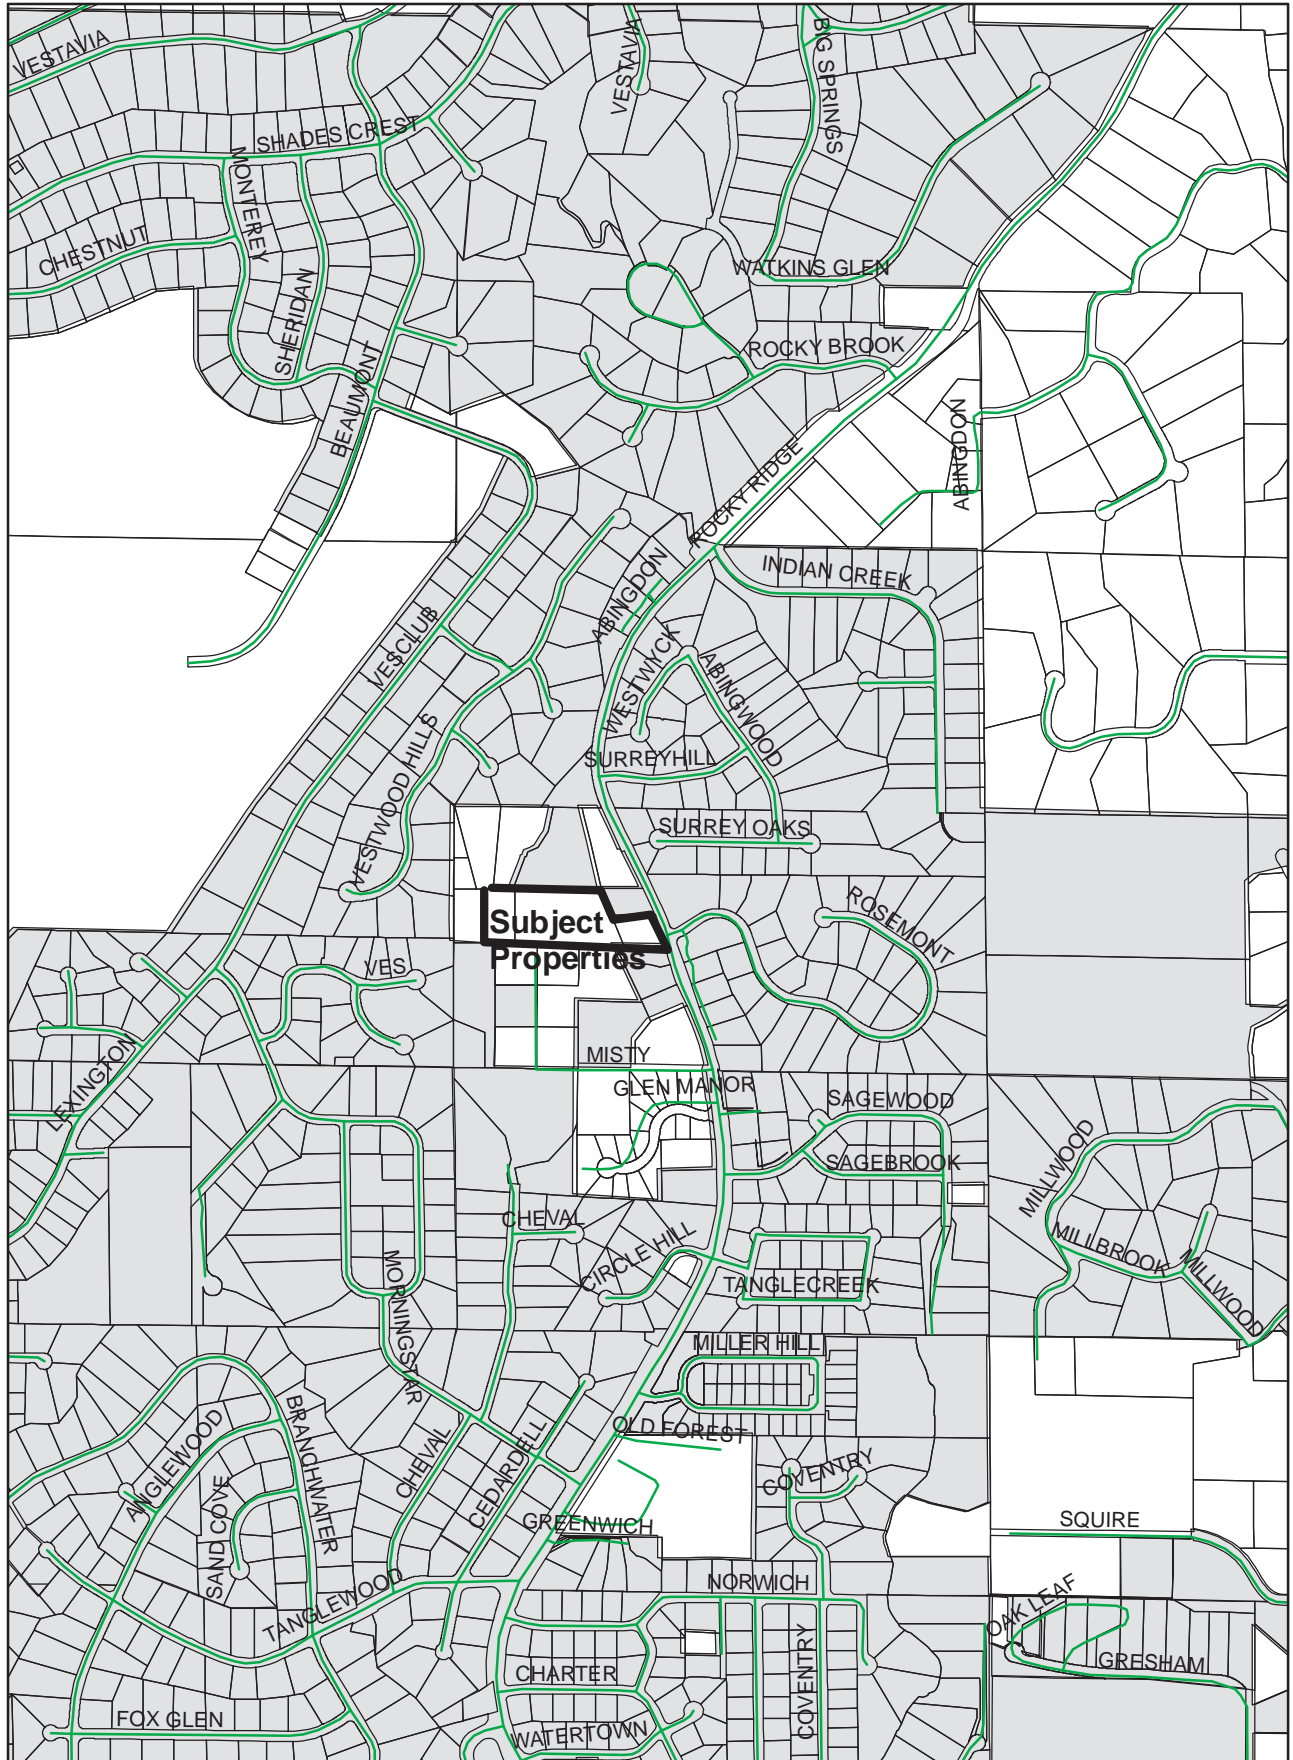 VESTAVIA
VESTAVIA
BIG SPRINGS
SHADES CREST
MONTEREY
CHESTNUT
WATKINS GLEN
SHERIDAN
BEAUMONT
ROCKY BROOK
ABINGDON
ROCKY RIDGE
INDIAN CREEK
ABINGDON
VESCLUB
WESTWYCK
ABINGWOOD
VESTWOOD HILLS
SURREYHILL
SURREY OAKS
ROSEMONT
Subject
Properties
VES
LEXINGTON
MISTY
GLEN MANOR
SAGEWOOD
MILLWOOD
SAGEBROOK
CHEVAL
CIRCLE HILL
MILLBROOK
MILLWOOD
MORNINGSTAR
TANGLECREEK
MILLER HILL
ANGLEWOOD
BRANCHWATER
OLD FOREST
CHEVAL
CEDARDELL
COVENTRY
SAND COVE
GREENWICH
SQUIRE
TANGLEWOOD
NORWICH
OAK LEAF
COVENTRY
GRESHAM
CHARTER
FOX GLEN
WATERTOWN